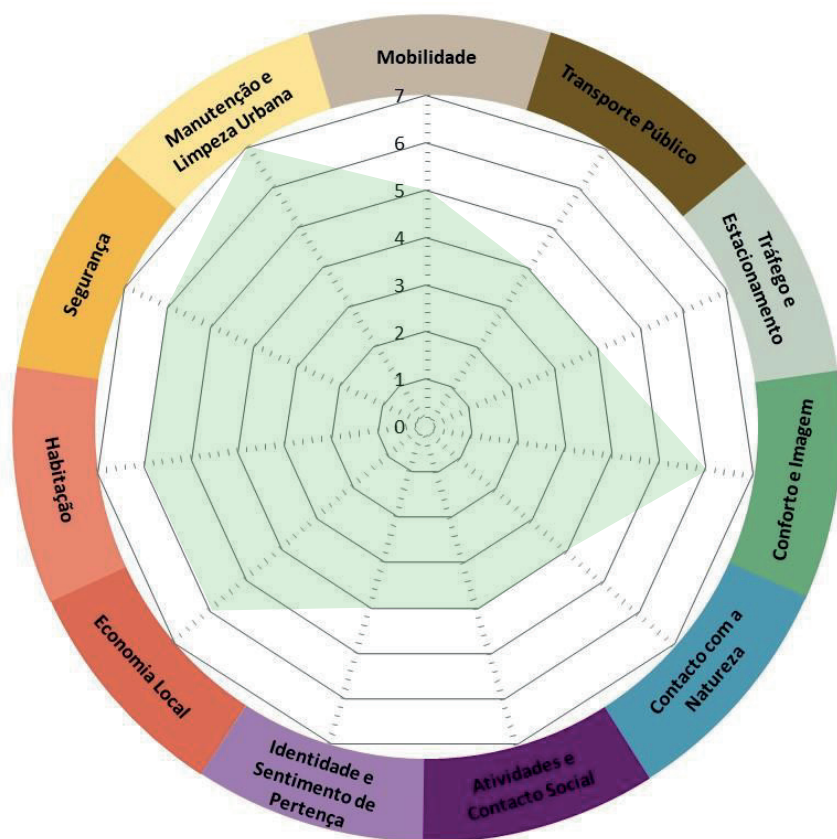 Mobilidade
Transporte Público
Tráfego e
Estacionamento
Conforto e Imagem
Contacto com a
Natureza
Atividades e
Contacto Social
Identidade e
Sentimento de
Pertença
Economia Local
Habitação
Segurança
Manutenção e
Limpeza Urbana
7
6
5
4
3
2
1
0